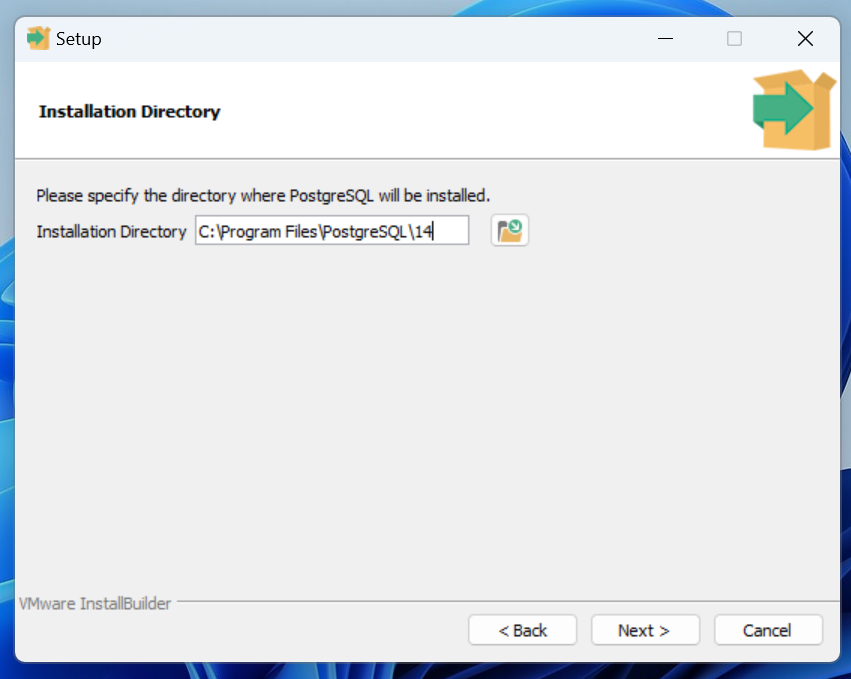 Setup
Installation Directory
Please specify the directory where PostgreSQL will be installed.
Installation Directory C:\Program Files\PostgreSQL\14
VMware InstallBuilder
< Back Next > Cancel